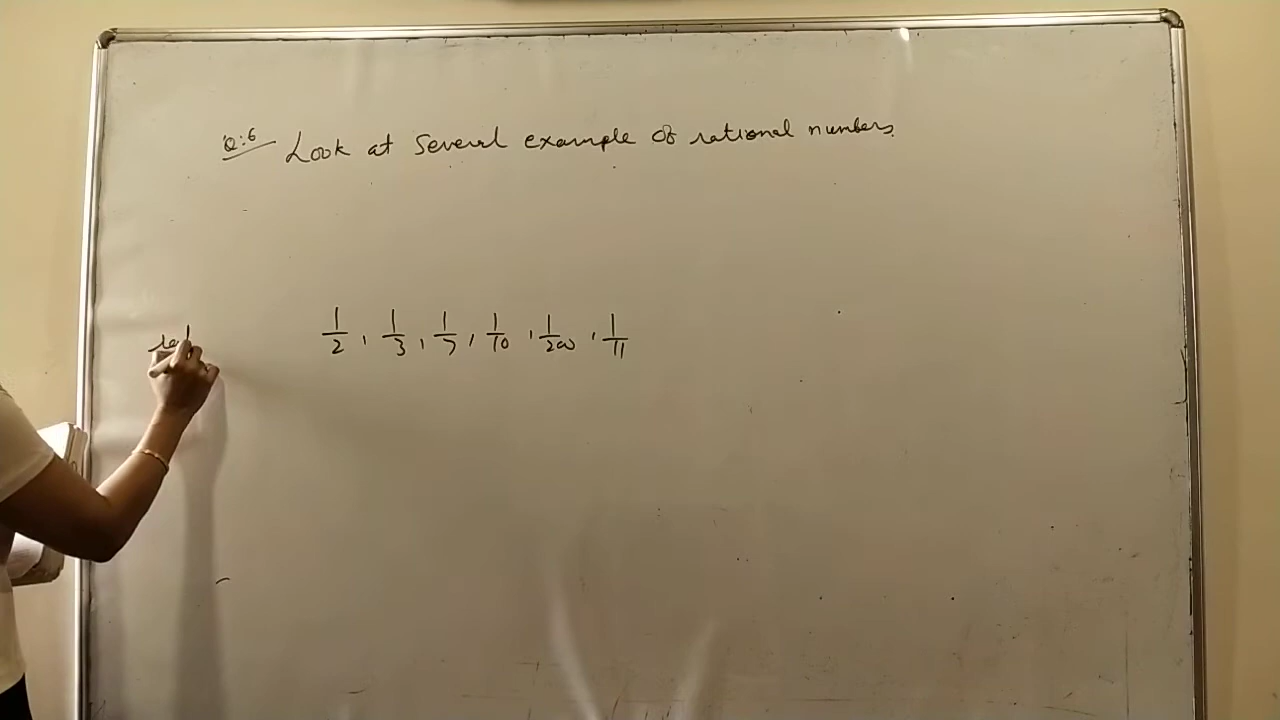 Q:6 Look at Several example of rational numbers.
1/2, 1/3, 1/7, 1/10, 1/200, 1/11